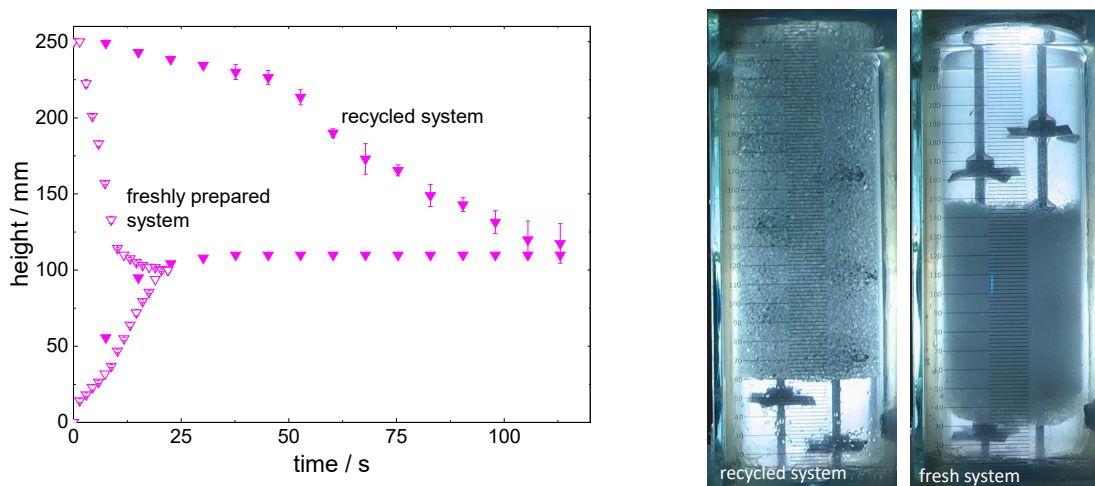 250
200
150
100
50
0
height / mm
recycled system
freshly prepared
system
0
25
50
75
100
time / s
recycled system
fresh system